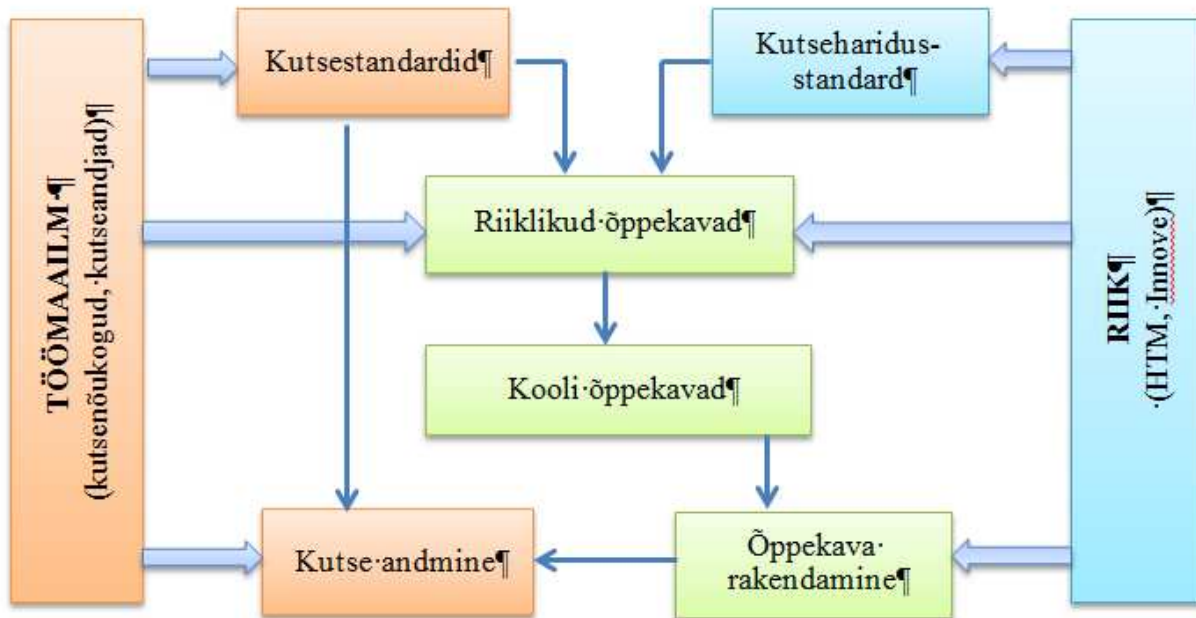 TÖÖMAAILM·¶
(kutsenõukogud,·kutseandjad)¶
Kutsestandardid¶
Kutseharidus-
standard¶
Riiklikud·õppekavad¶
Kooli·õppekavad¶
Kutse·andmine¶
Õppekava·
rakendamine¶
RIIK¶
·(HTM,·Innove)¶